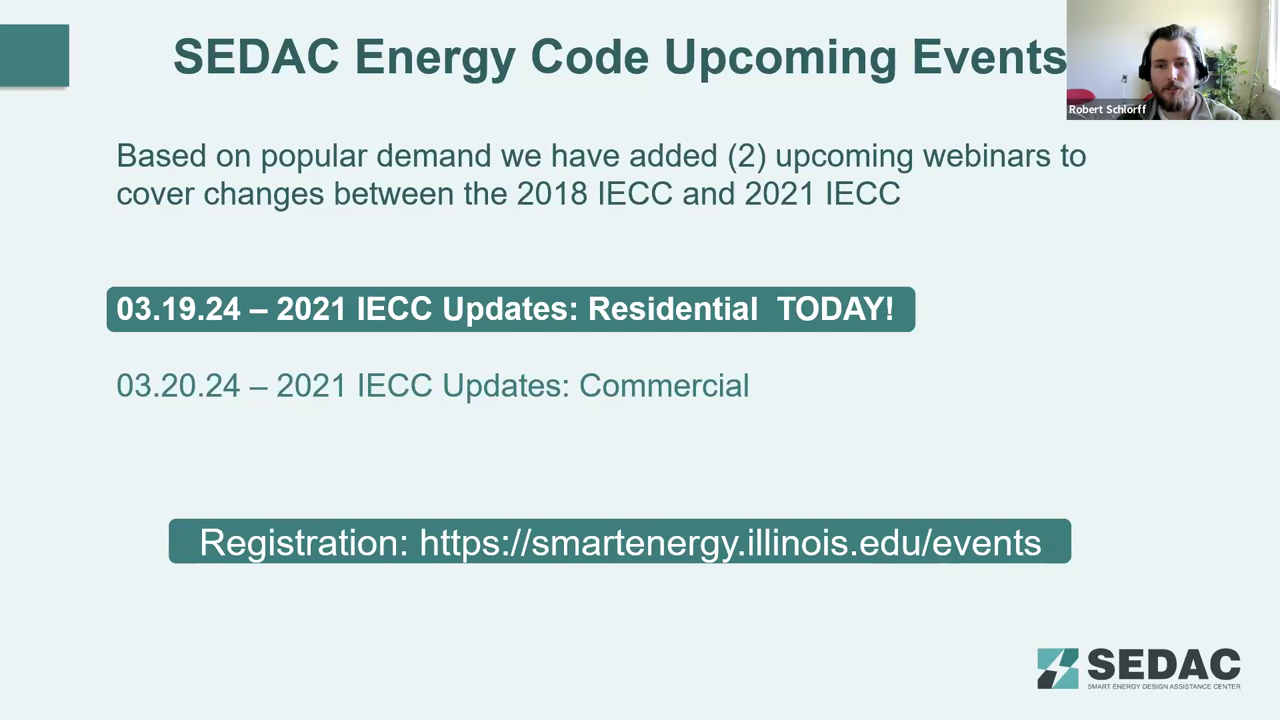 SEDAC Energy Code Upcoming Events
Robert Schlorff
Based on popular demand we have added (2) upcoming webinars to
cover changes between the 2018 IECC and 2021 IECC
03.19.24 – 2021 IECC Updates: Residential  TODAY!
03.20.24 – 2021 IECC Updates: Commercial
Registration: https://smartenergy.illinois.edu/events
SEDAC
SMART ENERGY DESIGN ASSISTANCE CENTER